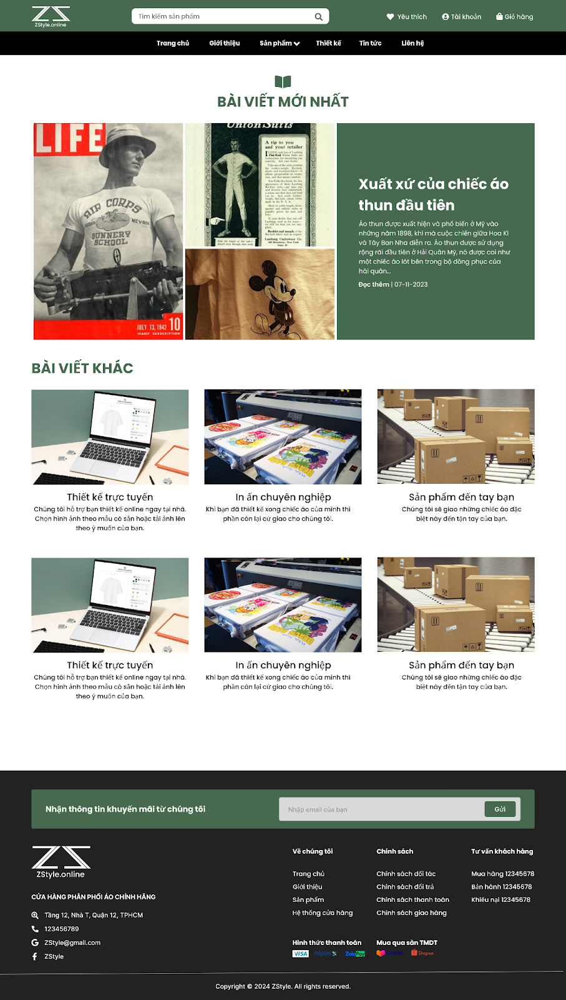 ZStyle.online
Tìm kiếm sản phẩm
Yêu thích
Tài khoản
Giỏ hàng
Trang chủ
Giới thiệu
Sản phẩm
Thiết kế
Tin tức
Liên hệ
BÀI VIẾT MỚI NHẤT
LIFE
AIR CORPS
NEVADA
GUNNERY
SCHOOL
JULY 13, 1942 10
YEARLY SUBSCRIPTION
Union Suits
A tip to you
and your retailer
Xuất xứ của chiếc áo
thun đầu tiên
Áo thun được xuất hiện và phổ biến ở Mỹ vào
những năm 1898, khi mà cuộc chiến giữa Hoa Kì
và Tây Ban Nha diễn ra. Áo thun được sử dụng
rộng rãi đầu tiên ở Hải Quân Mỹ, nó được coi như
một chiếc áo lót bên trong bộ đồng phục của
hải quân...
Đọc thêm | 07-11-2023
BÀI VIẾT KHÁC
Thiết kế trực tuyến
Chúng tôi hỗ trợ bạn thiết kế online ngay tại nhà.
Chọn hình ảnh theo mẫu có sẳn hoặc tải ảnh lên
theo ý muốn của bạn.
In ấn chuyên nghiệp
Khi bạn đã thiết kế xong chiếc áo của mình thì
phần còn lại cứ giao cho chúng tôi.
Sản phẩm đến tay bạn
Chúng tôi sẽ giao những chiếc áo đặc
biệt này đến tận tay của bạn.
Thiết kế trực tuyến
Chúng tôi hỗ trợ bạn thiết kế online ngay tại nhà.
Chọn hình ảnh theo mẫu có sẳn hoặc tải ảnh lên
theo ý muốn của bạn.
In ấn chuyên nghiệp
Khi bạn đã thiết kế xong chiếc áo của mình thì
phần còn lại cứ giao cho chúng tôi.
Sản phẩm đến tay bạn
Chúng tôi sẽ giao những chiếc áo đặc
biệt này đến tận tay của bạn.
Nhận thông tin khuyến mãi từ chúng tôi
Nhập email của bạn
Gửi
ZStyle.online
CỬA HÀNG PHÂN PHỐI ÁO CHÍNH HÃNG
Tầng 12, Nhà T, Quận 12, TPHCM
123456789
ZStyle@gmail.com
ZStyle
Về chúng tôi
Trang chủ
Giới thiệu
Sản phẩm
Hệ thống cửa hàng
Chính sách
Chính sách đối tác
Chính sách đổi trả
Chính sách thanh toán
Chính sách giao hàng
Tư vấn khách hàng
Mua hàng 12345678
Bản hành 12345678
Khiếu nại 12345678
Hình thức thanh toán
VISA
napas
ZaloPay
Mua qua sàn TMĐT
Shopee
Copyright © 2024 ZStyle. All rights reserved.